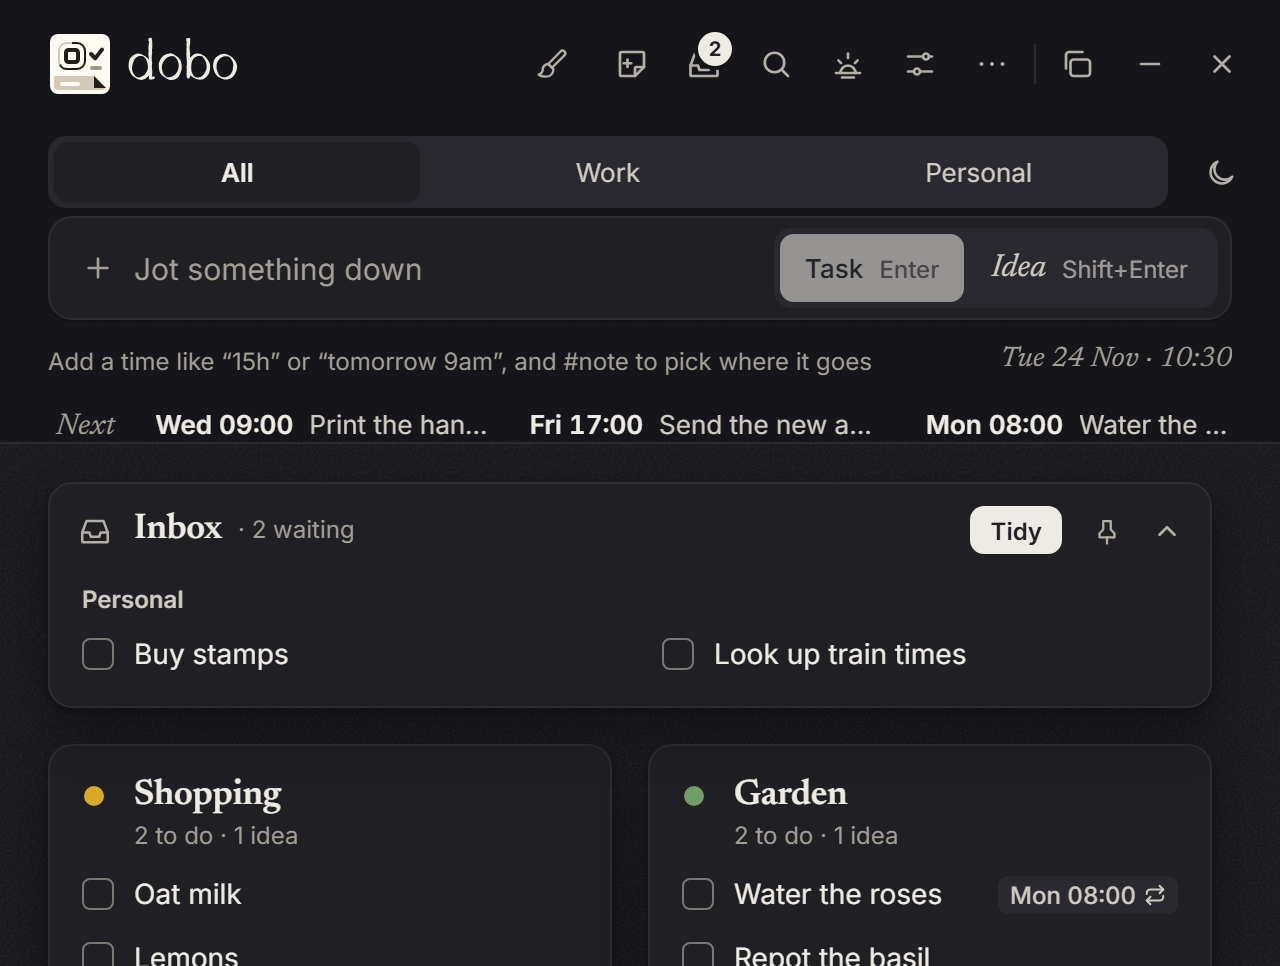 dobo
2
All Work Personal
Jot something down Task Enter Idea Shift+Enter
Add a time like “15h” or “tomorrow 9am”, and #note to pick where it goes Tue 24 Nov · 10:30
Next Wed 09:00 Print the han... Fri 17:00 Send the new a... Mon 08:00 Water the ...
Inbox · 2 waiting Tidy
Personal
Buy stamps Look up train times
Shopping Garden
2 to do · 1 idea 2 to do · 1 idea
Oat milk Water the roses Mon 08:00
Lemons Repot the basil